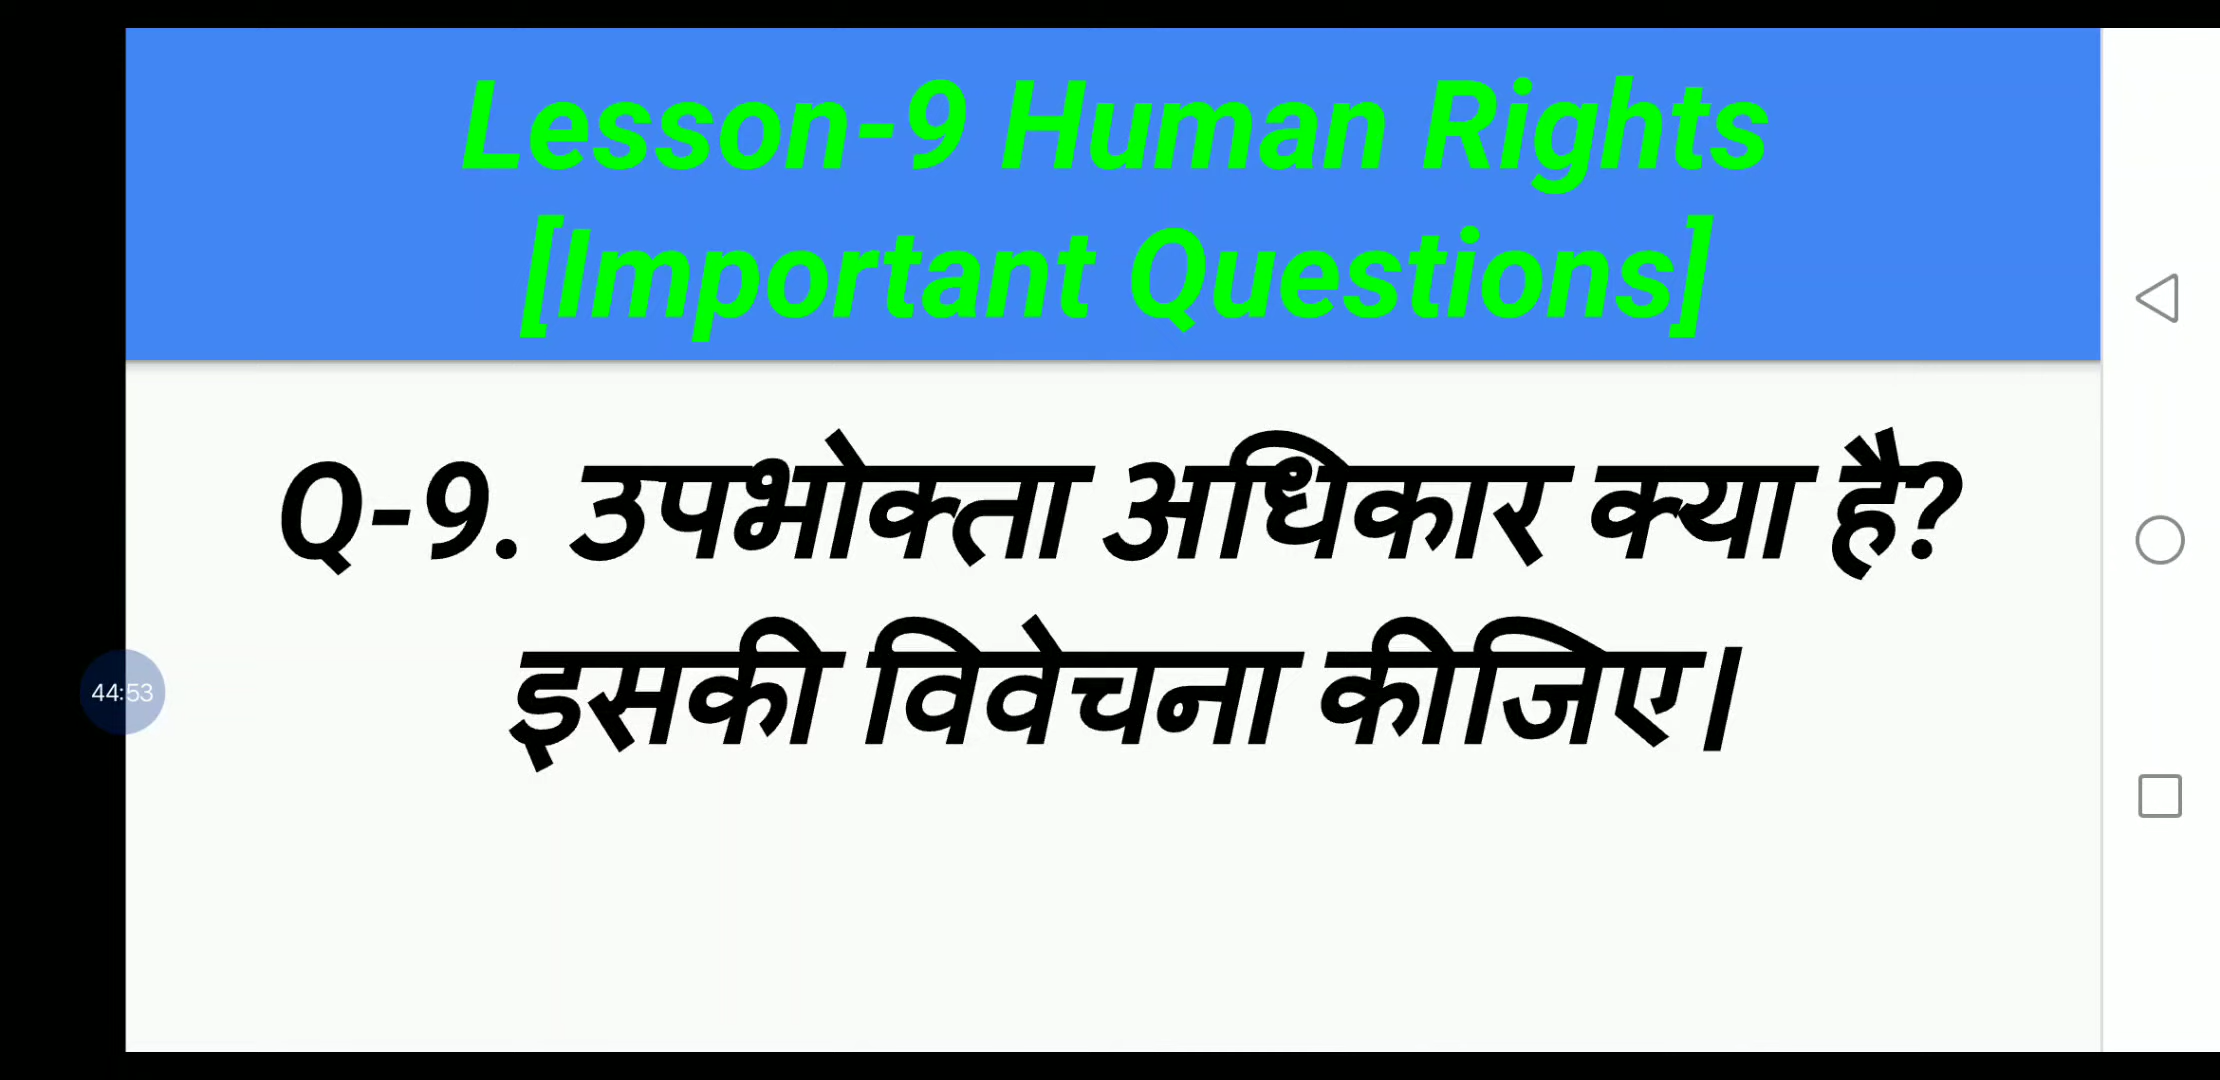 Lesson-9 Human Rights
[Important Questions]
Q-9. उपभोक्ता अधिकार क्या है?
इसकी विवेचना कीजिए।
44:53